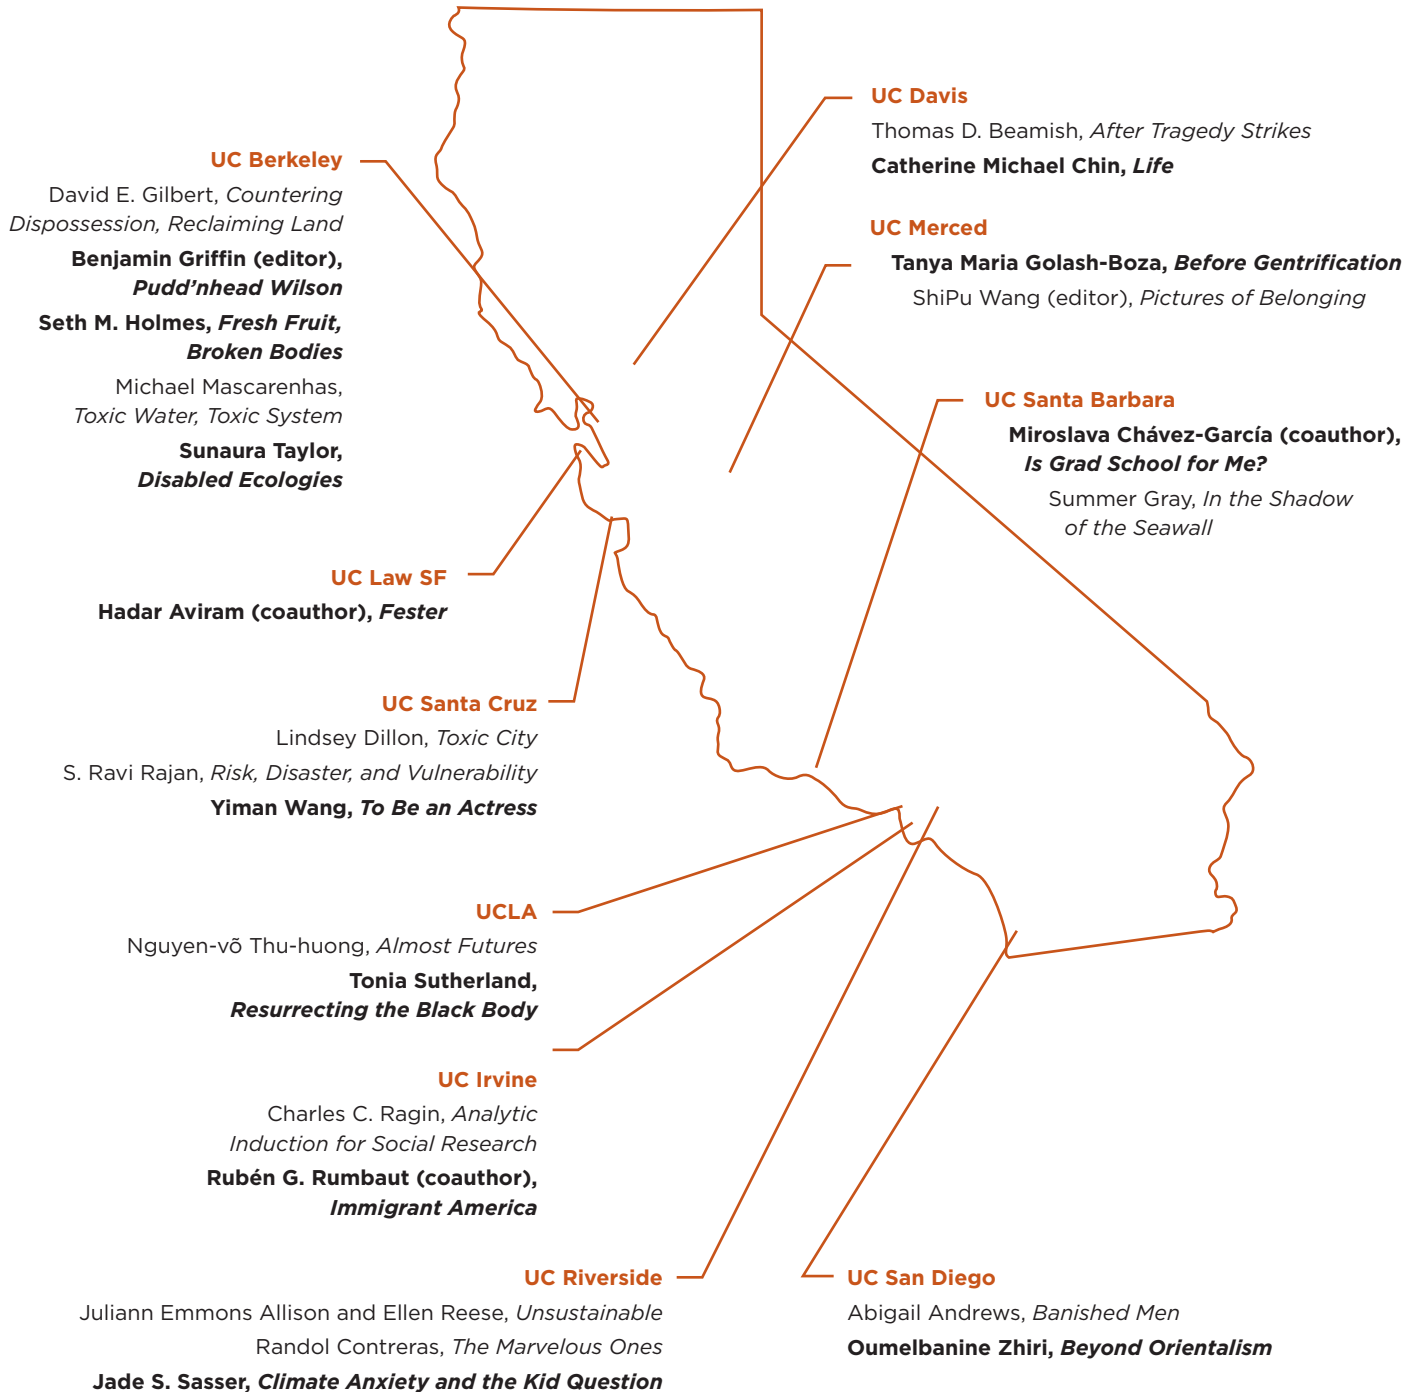 UC Berkeley
David E. Gilbert, Countering
Dispossession, Reclaiming Land
Benjamin Griffin (editor),
Pudd’nhead Wilson
Seth M. Holmes, Fresh Fruit,
Broken Bodies
Michael Mascarenhas,
Toxic Water, Toxic System
Sunaura Taylor,
Disabled Ecologies
UC Law SF
Hadar Aviram (coauthor), Fester
UC Santa Cruz
Lindsey Dillon, Toxic City
S. Ravi Rajan, Risk, Disaster, and Vulnerability
Yiman Wang, To Be an Actress
UCLA
Nguyen-võ Thu-huong, Almost Futures
Tonia Sutherland,
Resurrecting the Black Body
UC Irvine
Charles C. Ragin, Analytic
Induction for Social Research
Rubén G. Rumbaut (coauthor),
Immigrant America
UC Riverside
Juliann Emmons Allison and Ellen Reese, Unsustainable
Randol Contreras, The Marvelous Ones
Jade S. Sasser, Climate Anxiety and the Kid Question
UC Davis
Thomas D. Beamish, After Tragedy Strikes
Catherine Michael Chin, Life
UC Merced
Tanya Maria Golash-Boza, Before Gentrification
ShiPu Wang (editor), Pictures of Belonging
UC Santa Barbara
Miroslava Chávez-García (coauthor),
Is Grad School for Me?
Summer Gray, In the Shadow
of the Seawall
UC San Diego
Abigail Andrews, Banished Men
Oumelbanine Zhiri, Beyond Orientalism